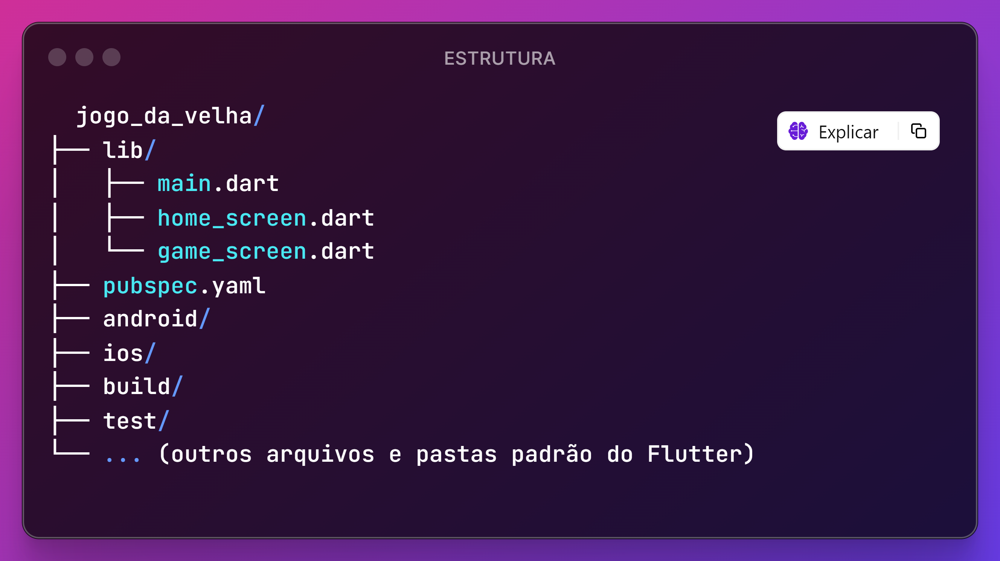 ESTRUTURA
jogo_da_velha/
Explicar
├── lib/
│   ├── main.dart
│   ├── home_screen.dart
│   └── game_screen.dart
├── pubspec.yaml
├── android/
├── ios/
├── build/
├── test/
└── ... (outros arquivos e pastas padrão do Flutter)